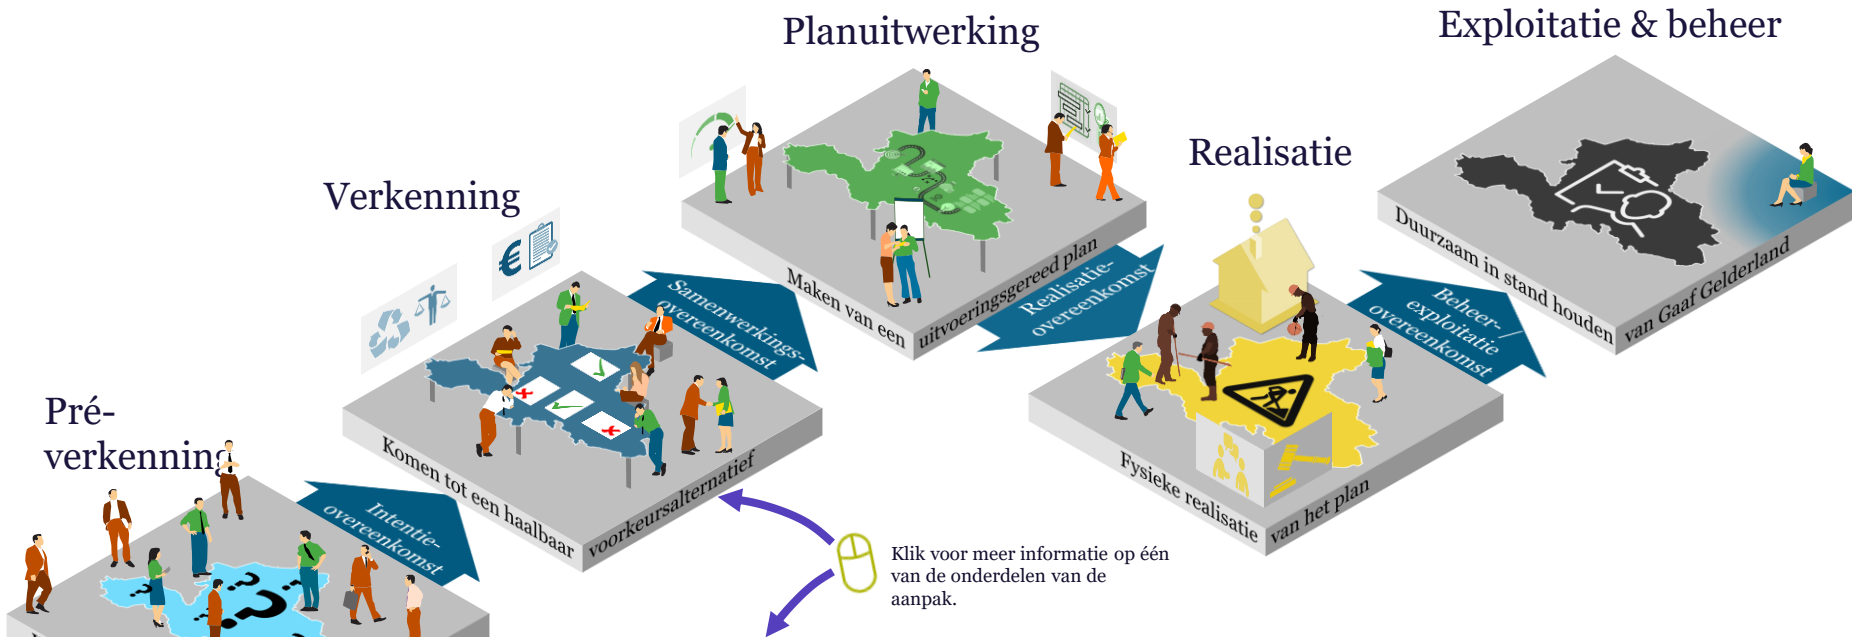 Pré-
verkenning
Intentie-
overeenkomst
Verkenning
€
Komen tot een haalbaar
voorkeursalternatief
Samenwerkings-
overeenkomst
Planuitwerking
Maken van een
uitvoeringsgereed plan
Realisatie-
overeenkomst
Realisatie
Fysieke realisatie
van het plan
Beheer-/
exploitatie
overeenkomst
Exploitatie & beheer
Duurzaam in stand houden
van Gaaf Gelderland
Klik voor meer informatie op één
van de onderdelen van de
aanpak.